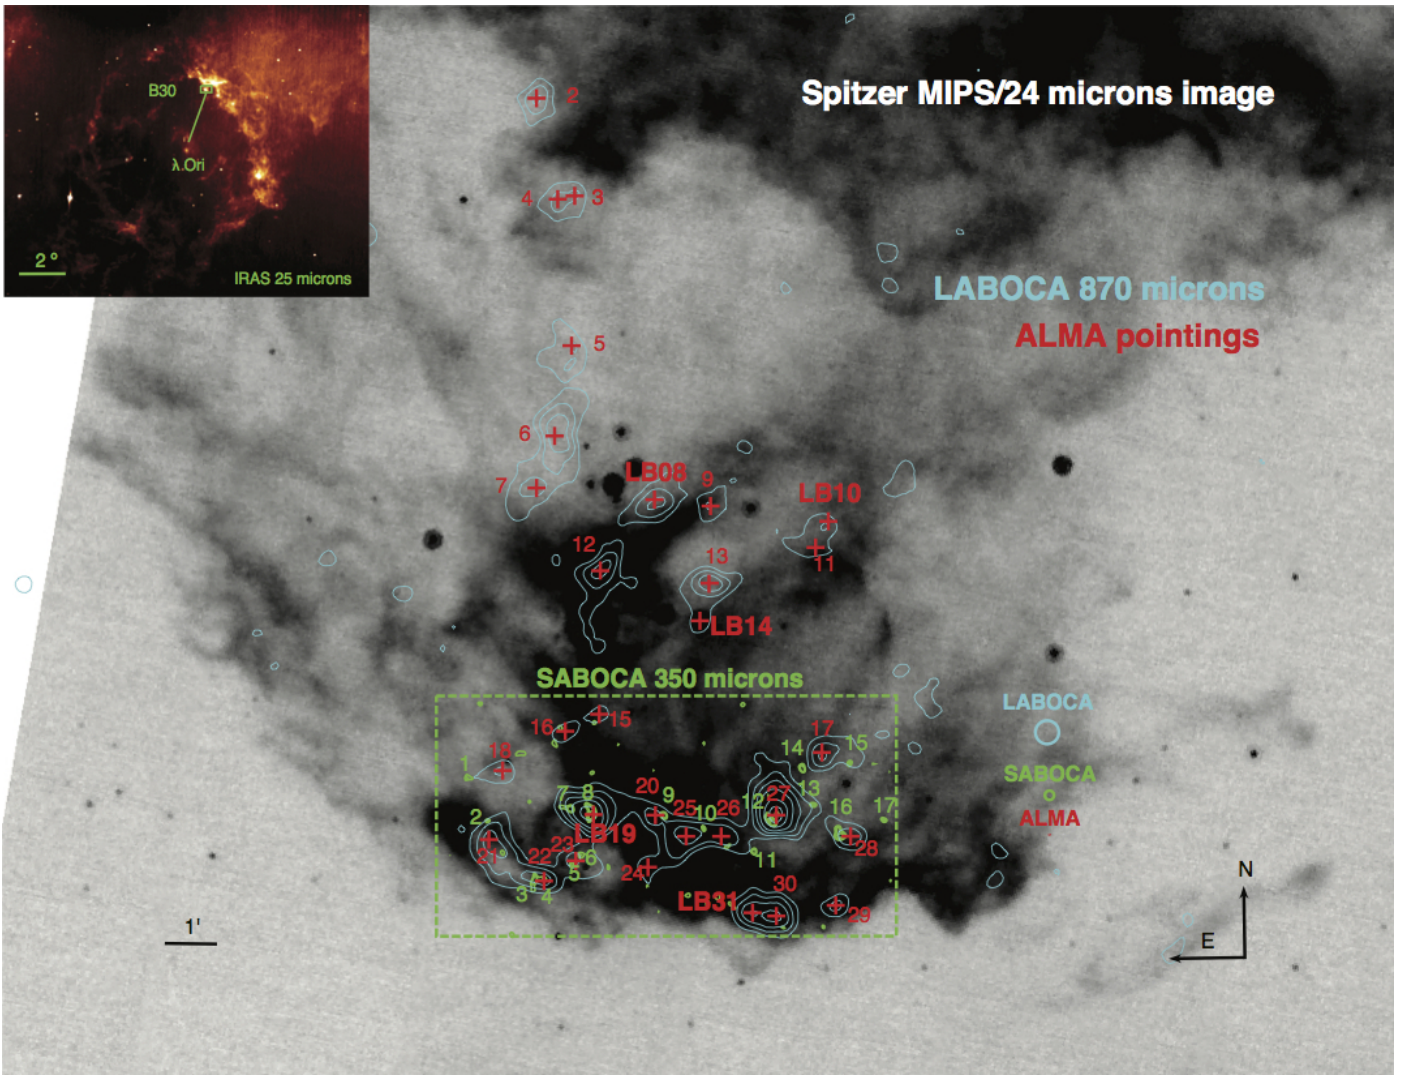 B30
λ.Ori
2 °
IRAS 25 microns
Spitzer MIPS/24 microns image
LABOCA 870 microns
ALMA pointings
2
4
3
5
6
7
LB08
9
LB10
11
12
13
LB14
SABOCA 350 microns
16
15
17
14
15
18
1
LABOCA
SABOCA
ALMA
7
8
20
9
25
10
26
12
27
13
16
17
2
LB19
21
22
23
6
5
24
11
2
28
3
4
LB31
30
29
1'
N
E